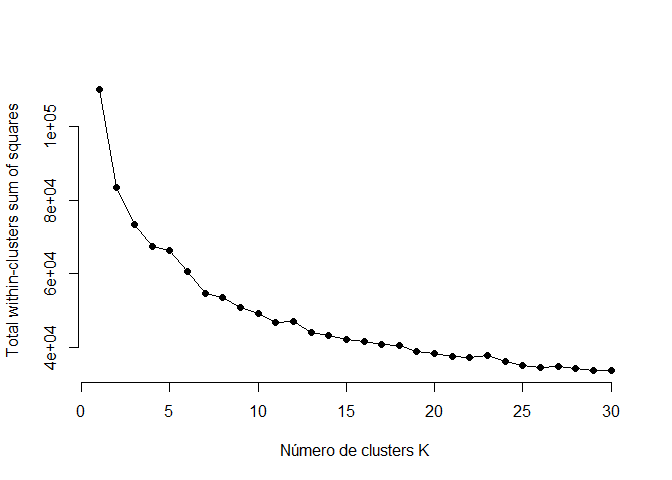 Total within-clusters sum of squares
1e+05
8e+04
6e+04
4e+04
0 5 10 15 20 25 30
Número de clusters K